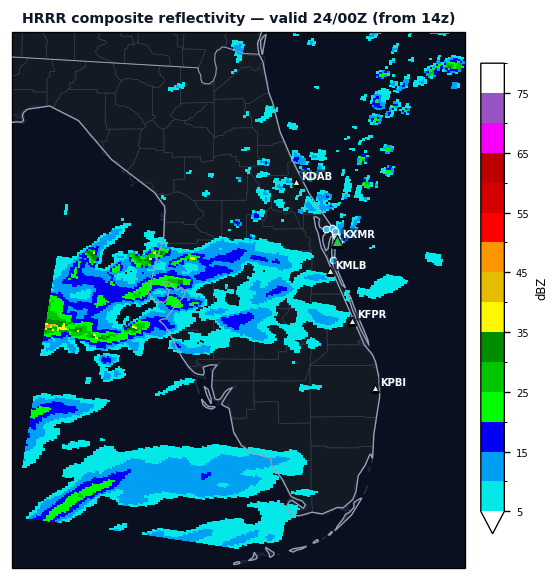 HRRR composite reflectivity — valid 24/00Z (from 14z)
KDAB
KXMR
KMLB
KFPR
KPBI
75
65
55
45
35
25
15
5
dBZ